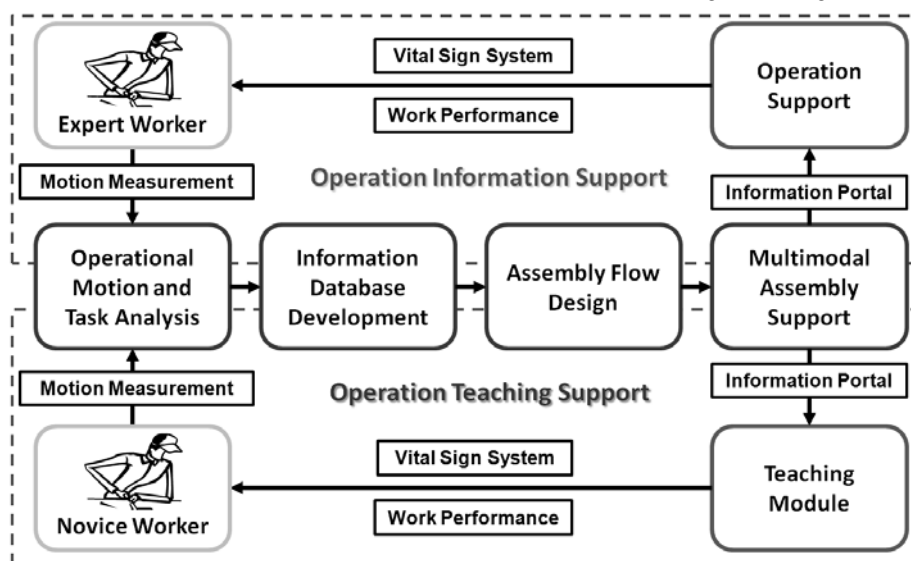 Vital Sign System
Operation
Support
Expert Worker
Work Performance
Motion Measurement
Operation Information Support
Information Portal
Operational
Motion and
Task Analysis
Information
Database
Development
Assembly Flow
Design
Multimodal
Assembly
Support
Motion Measurement
Operation Teaching Support
Information Portal
Vital Sign System
Teaching
Module
Novice Worker
Work Performance